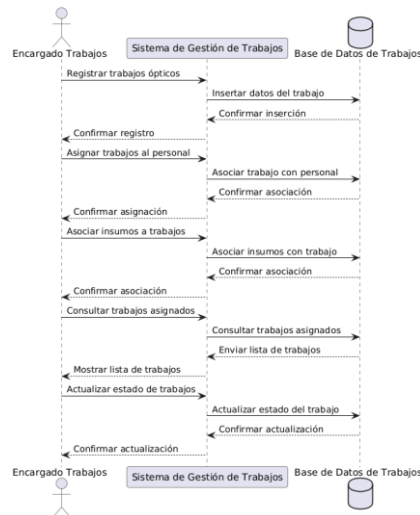 Encargado Trabajos
Sistema de Gestión de Trabajos
Base de Datos de Trabajos
Registrar trabajos ópticos
Insertar datos del trabajo
Confirmar inserción
Confirmar registro
Asignar trabajos al personal
Asociar trabajo con personal
Confirmar asociación
Confirmar asignación
Asociar insumos a trabajos
Asociar insumos con trabajo
Confirmar asociación
Confirmar asociación
Consultar trabajos asignados
Consultar trabajos asignados
Enviar lista de trabajos
Mostrar lista de trabajos
Actualizar estado de trabajos
Actualizar estado del trabajo
Confirmar actualización
Confirmar actualización
Encargado Trabajos
Sistema de Gestión de Trabajos
Base de Datos de Trabajos